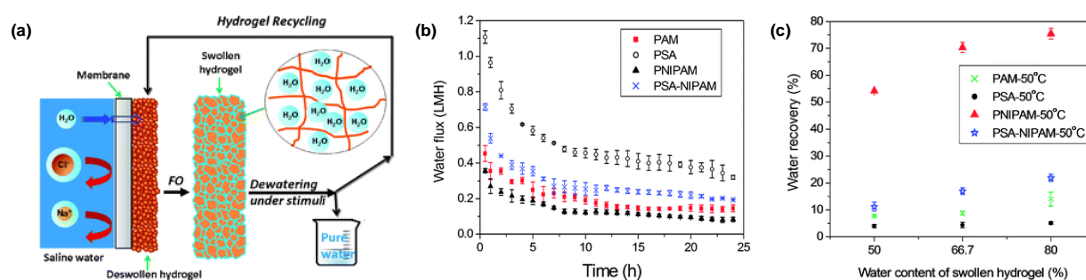 (a)
Hydrogel Recycling
Membrane
Swollen
hydrogel
H₂O
H₂O
H₂O
H₂O
H₂O
H₂O
H₂O
H₂O
H₂O
H₂O
Cl⁻
Na⁺
FO
Dewatering
under stimuli
Pure
water
Saline water
Deswollen hydrogel
(b)
PAM
PSA
PNIPAM
PSA-NIPAM
Water flux (LMH)
1.2
1.0
0.8
0.6
0.4
0.2
0.0
0 5 10 15 20 25
Time (h)
(c)
PAM-50°C
PSA-50°C
PNIPAM-50°C
PSA-NIPAM-50°C
Water recovery (%)
80
70
60
50
40
30
20
10
0
50 66.7 80
Water content of swollen hydrogel (%)